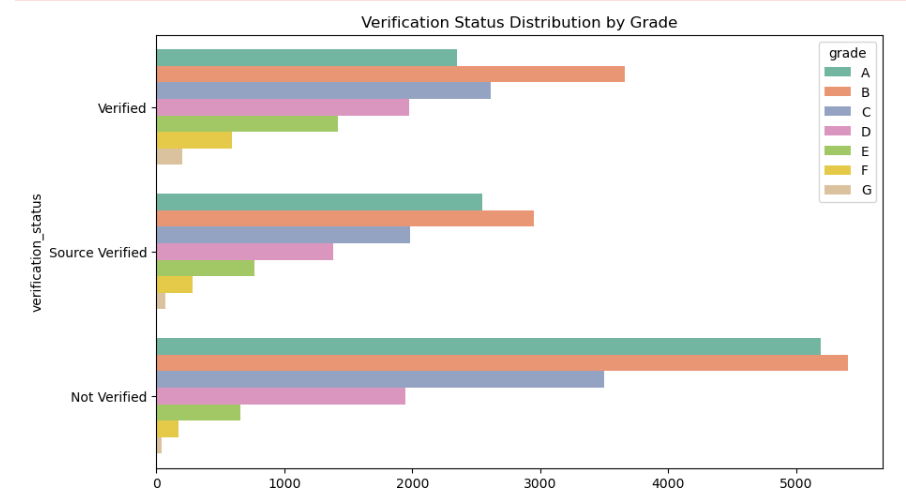 Verification Status Distribution by Grade
grade
A
B
C
D
E
F
G
verification_status
Verified
Source Verified
Not Verified
0 1000 2000 3000 4000 5000